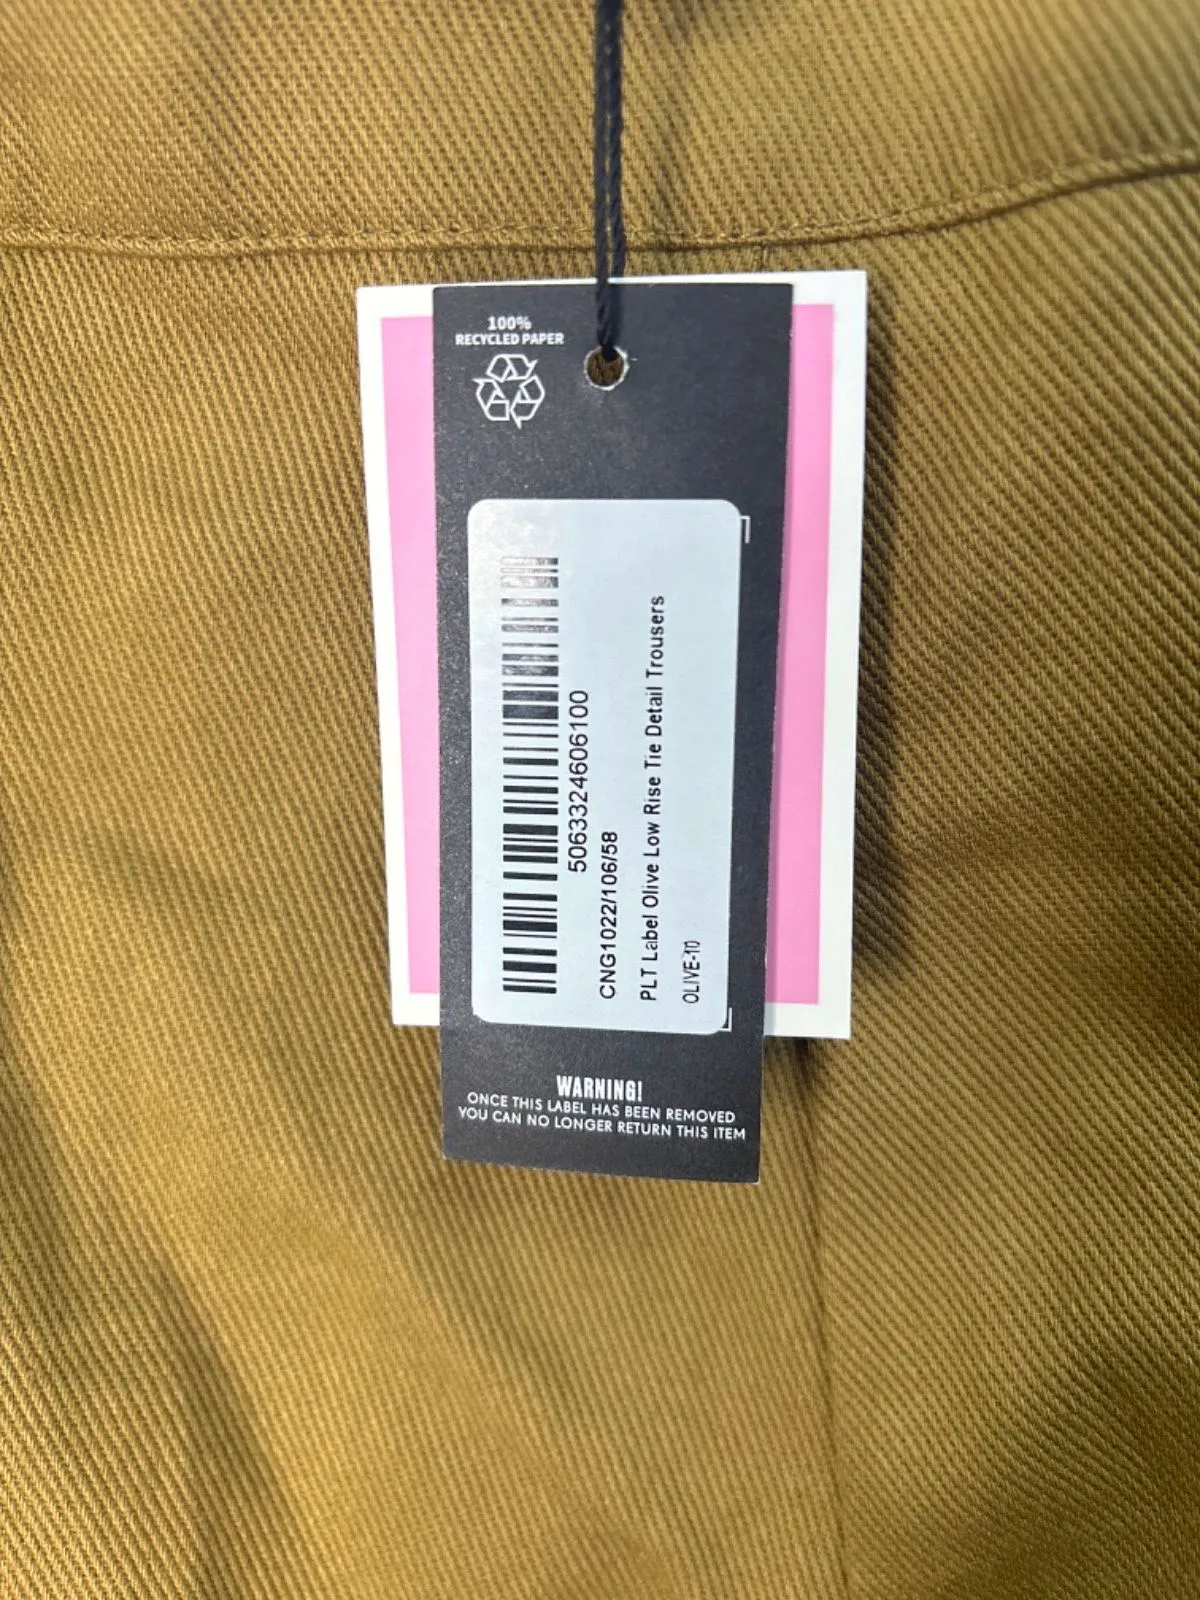 100%
RECYCLED PAPER
5063324606100
CNG1022/106/58
PLT Label Olive Low Rise Tie Detail Trousers
OLIVE-10
WARNING!
ONCE THIS LABEL HAS BEEN REMOVED
YOU CAN NO LONGER RETURN THIS ITEM